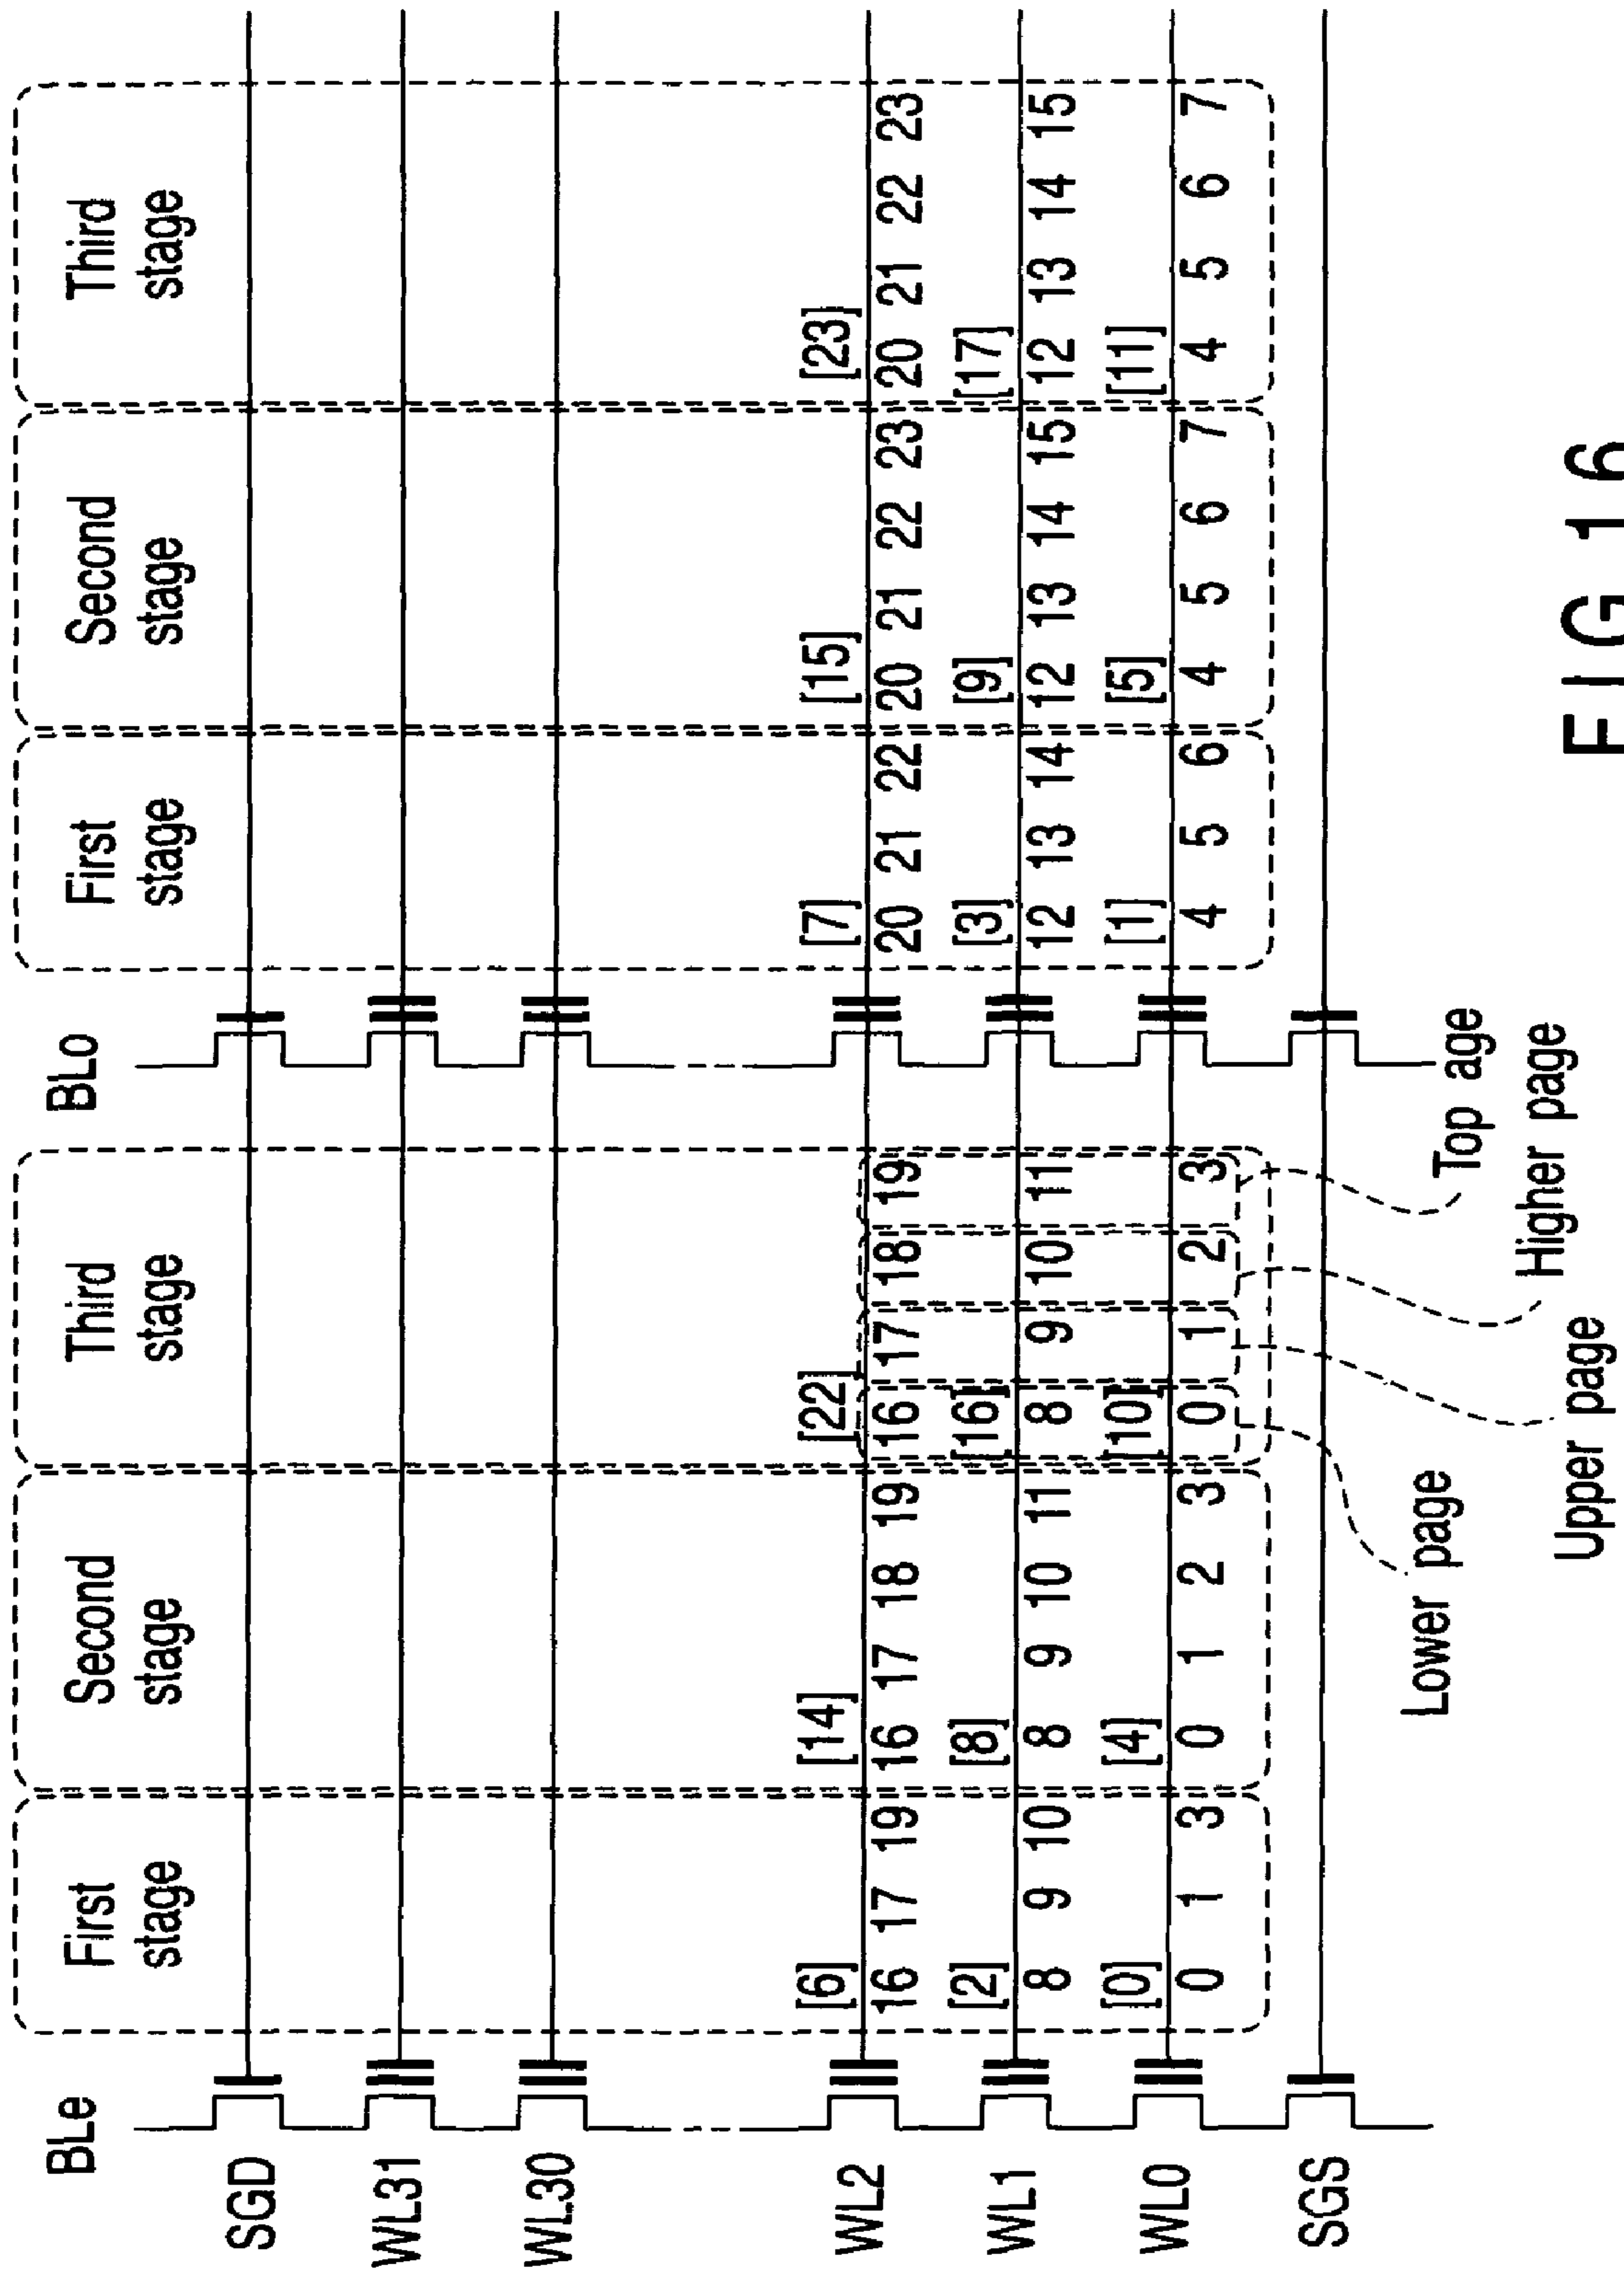 BLe
BLo
First stage
Second stage
Third stage
First stage
Second stage
Third stage
SGD
WL31
WL30
WL2
[6] [14] [22] [7] [15] [23]
16 17 19 16 17 18 19 16 17 18 19 20 21 22 20 21 22 23 20 21 22 23
WL1
[2] [8] [16] [3] [9] [17]
8 9 10 8 9 10 11 8 9 10 11 12 13 14 12 13 14 15 12 13 14 15
WL0
[0] [4] [10] [1] [5] [11]
0 1 3 0 1 2 3 0 1 2 3 4 5 6 4 5 6 7 4 5 6 7
SGS
Lower page
Upper page
Higher page
Top age
FIG 16